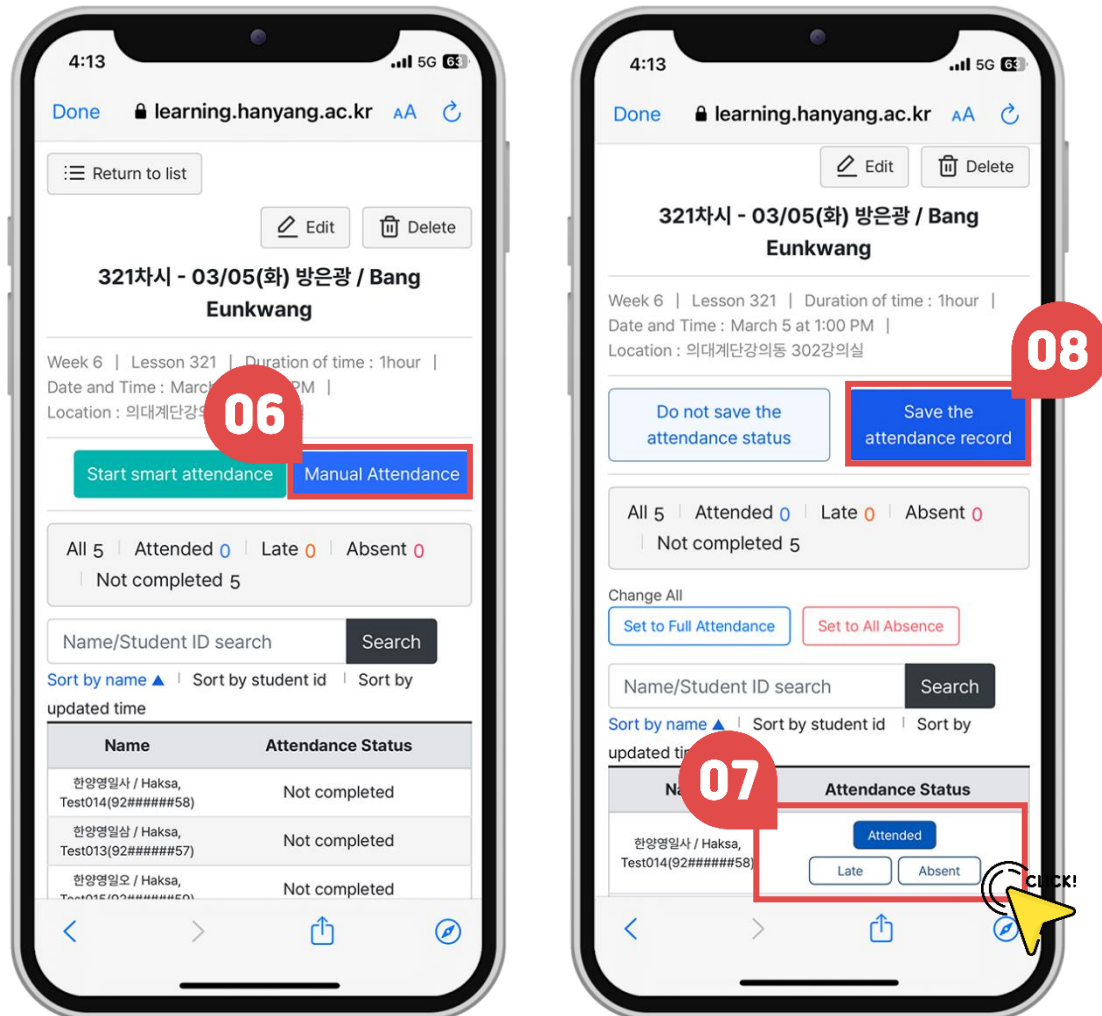 4:13
5G 63
Done learning.hanyang.ac.kr AA
Return to list
Edit Delete
321차시 - 03/05(화) 방은광 / Bang
Eunkwang
Week 6 | Lesson 321 | Duration of time : 1hour |
Date and Time : March PM |
Location : 의대계단강
06
Start smart attendance Manual Attendance
All 5 Attended 0 Late 0 Absent 0
Not completed 5
Name/Student ID search Search
Sort by name ▲ Sort by student id Sort by
updated time
Name Attendance Status
한양영일사 / Haksa,
Test014(92######58) Not completed
한양영일삼 / Haksa,
Test013(92######57) Not completed
한양영일오 / Haksa,
Test015(92######59) Not completed
4:13
5G 63
Done learning.hanyang.ac.kr AA
Edit Delete
321차시 - 03/05(화) 방은광 / Bang
Eunkwang
Week 6 | Lesson 321 | Duration of time : 1hour |
Date and Time : March 5 at 1:00 PM |
Location : 의대계단강의동 302강의실
08
Do not save the
attendance status
Save the
attendance record
All 5 Attended 0 Late 0 Absent 0
Not completed 5
Change All
Set to Full Attendance Set to All Absence
Name/Student ID search Search
Sort by name ▲ Sort by student id Sort by
updated
07
Attendance Status
한양영일사 / Haksa,
Test014(92######58)
Attended
Late Absent
CLICK!